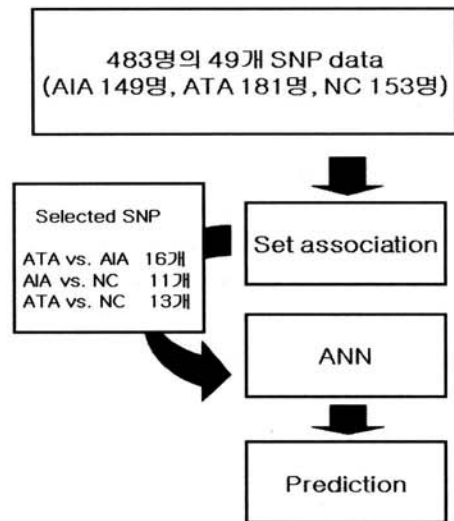 483명의 49개 SNP data
(AIA 149명, ATA 181명, NC 153명)
Selected SNP
ATA vs. AIA 16개
AIA vs. NC 11개
ATA vs. NC 13개
Set association
ANN
Prediction